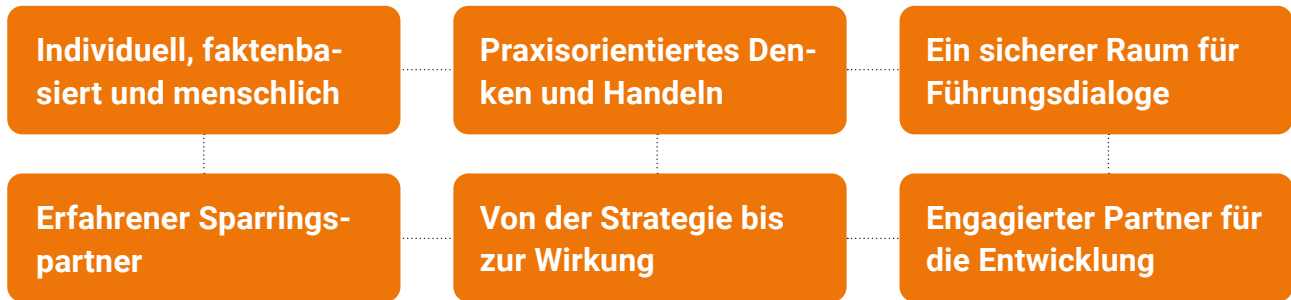 Individuell, faktenba-
siert und menschlich
Praxisorientiertes Den-
ken und Handeln
Ein sicherer Raum für
Führungsdialoge
Erfahrener Sparrings-
partner
Von der Strategie bis
zur Wirkung
Engagierter Partner für
die Entwicklung